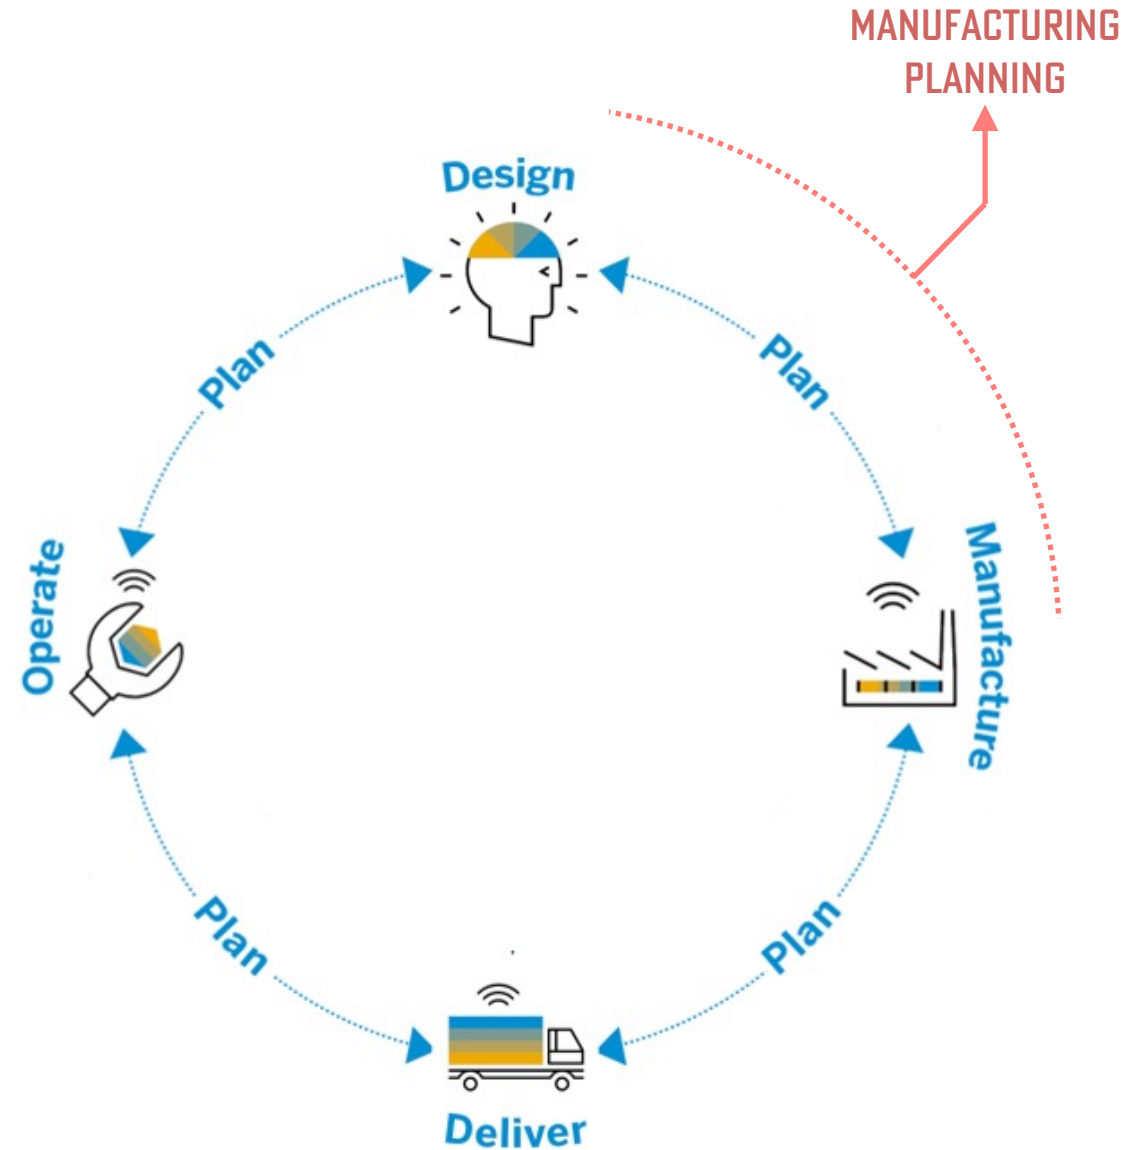 MANUFACTURING
PLANNING
Design
Plan
Plan
Operate
Manufacture
Plan
Plan
Deliver